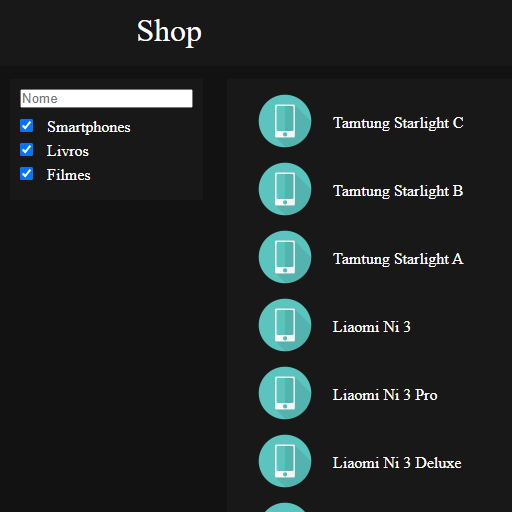 Shop
Nome
Smartphones
Livros
Filmes
Tamtung Starlight C
Tamtung Starlight B
Tamtung Starlight A
Liaomi Ni 3
Liaomi Ni 3 Pro
Liaomi Ni 3 Deluxe